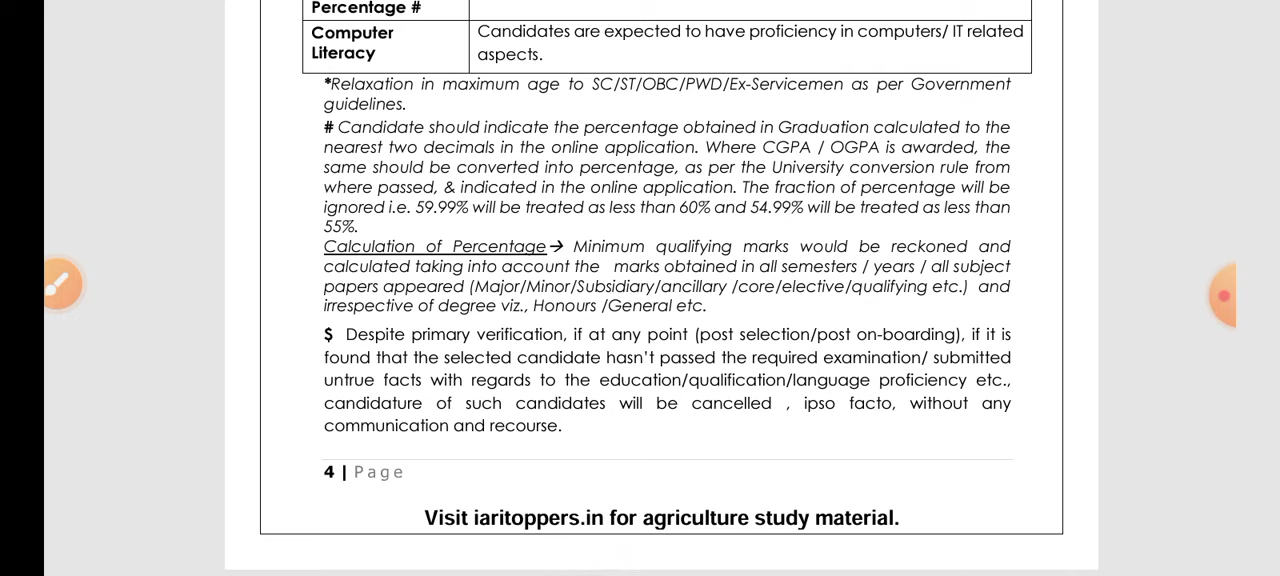 Percentage #
Computer
Literacy
Candidates are expected to have proficiency in computers/ IT related
aspects.
*Relaxation in maximum age to SC/ST/OBC/PWD/Ex-Servicemen as per Government
guidelines.
# Candidate should indicate the percentage obtained in Graduation calculated to the
nearest two decimals in the online application. Where CGPA / OGPA is awarded, the
same should be converted into percentage, as per the University conversion rule from
where passed, & indicated in the online application. The fraction of percentage will be
ignored i.e. 59.99% will be treated as less than 60% and 54.99% will be treated as less than
55%.
Calculation of Percentage→ Minimum qualifying marks would be reckoned and
calculated taking into account the marks obtained in all semesters / years / all subject
papers appeared (Major/Minor/Subsidiary/ancillary /core/elective/qualifying etc.) and
irrespective of degree viz., Honours /General etc.
$ Despite primary verification, if at any point (post selection/post on-boarding), if it is
found that the selected candidate hasn't passed the required examination/ submitted
untrue facts with regards to the education/qualification/language proficiency etc.,
candidature of such candidates will be cancelled , ipso facto, without any
communication and recourse.
4 | Page
Visit iaritoppers.in for agriculture study material.